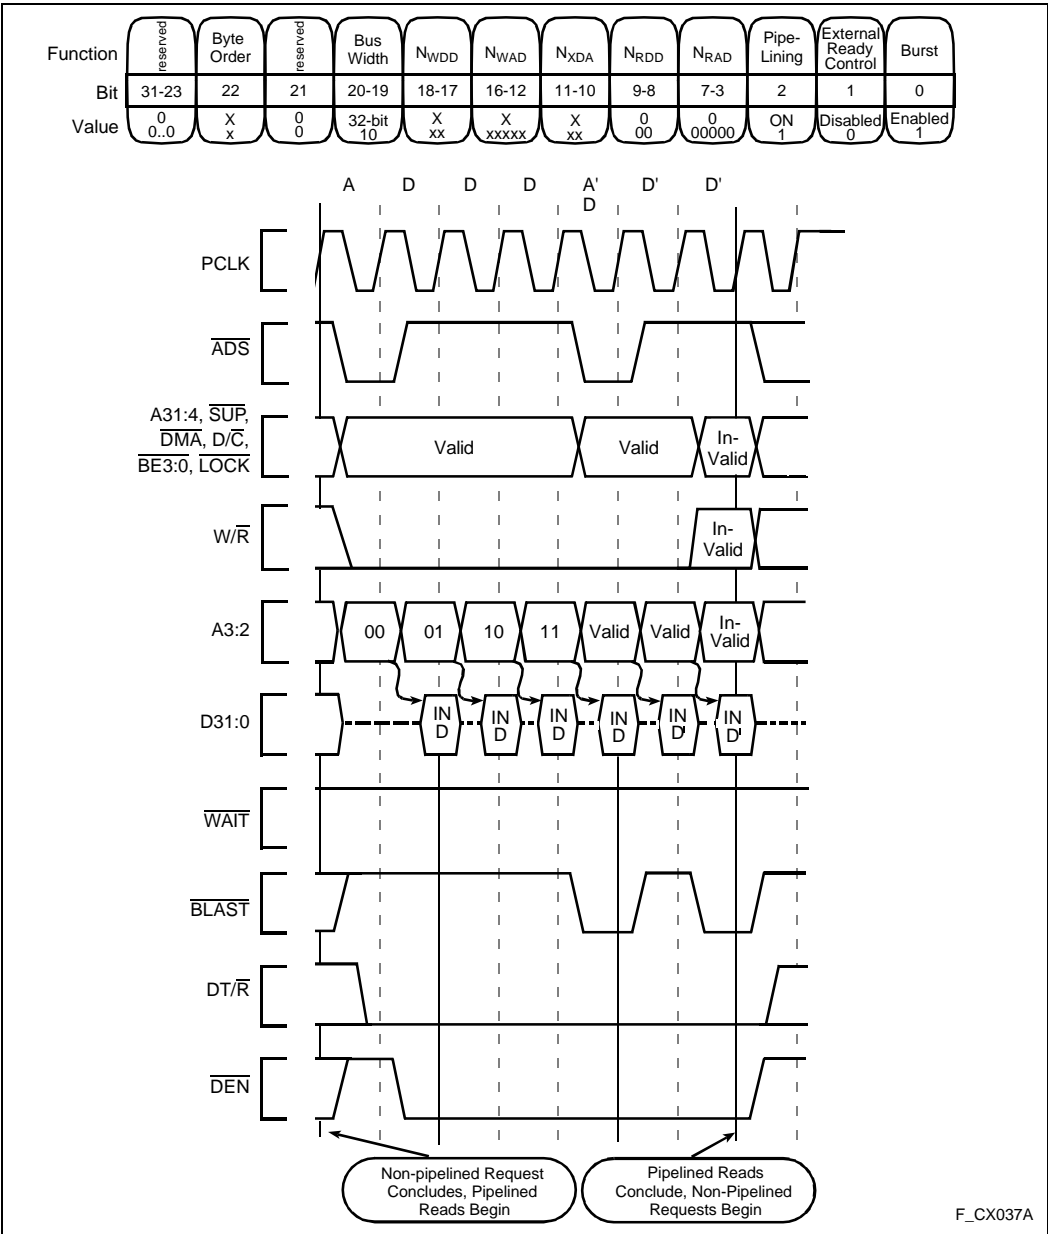 Function reserved Byte Order reserved Bus Width NWDD NWAD NXDA NRDD NRAD Pipe-Lining External Ready Control Burst
Bit 31-23 22 21 20-19 18-17 16-12 11-10 9-8 7-3 2 1 0
Value 0 0..0 X x 0 0 32-bit 10 X xx X xxxxx X xx 0 00 0 00000 ON 1 Disabled 0 Enabled 1
A D D D A' D D' D'
PCLK
ADS
A31:4, SUP,
DMA, D/C,
BE3:0, LOCK
Valid Valid In-Valid
W/R
In-Valid
A3:2
00 01 10 11 Valid Valid In-Valid
D31:0
IN D IN D IN D IN D IN D' IN D'
WAIT
BLAST
DT/R
DEN
Non-pipelined Request
Concludes, Pipelined
Reads Begin
Pipelined Reads
Conclude, Non-Pipelined
Requests Begin
F_CX037A